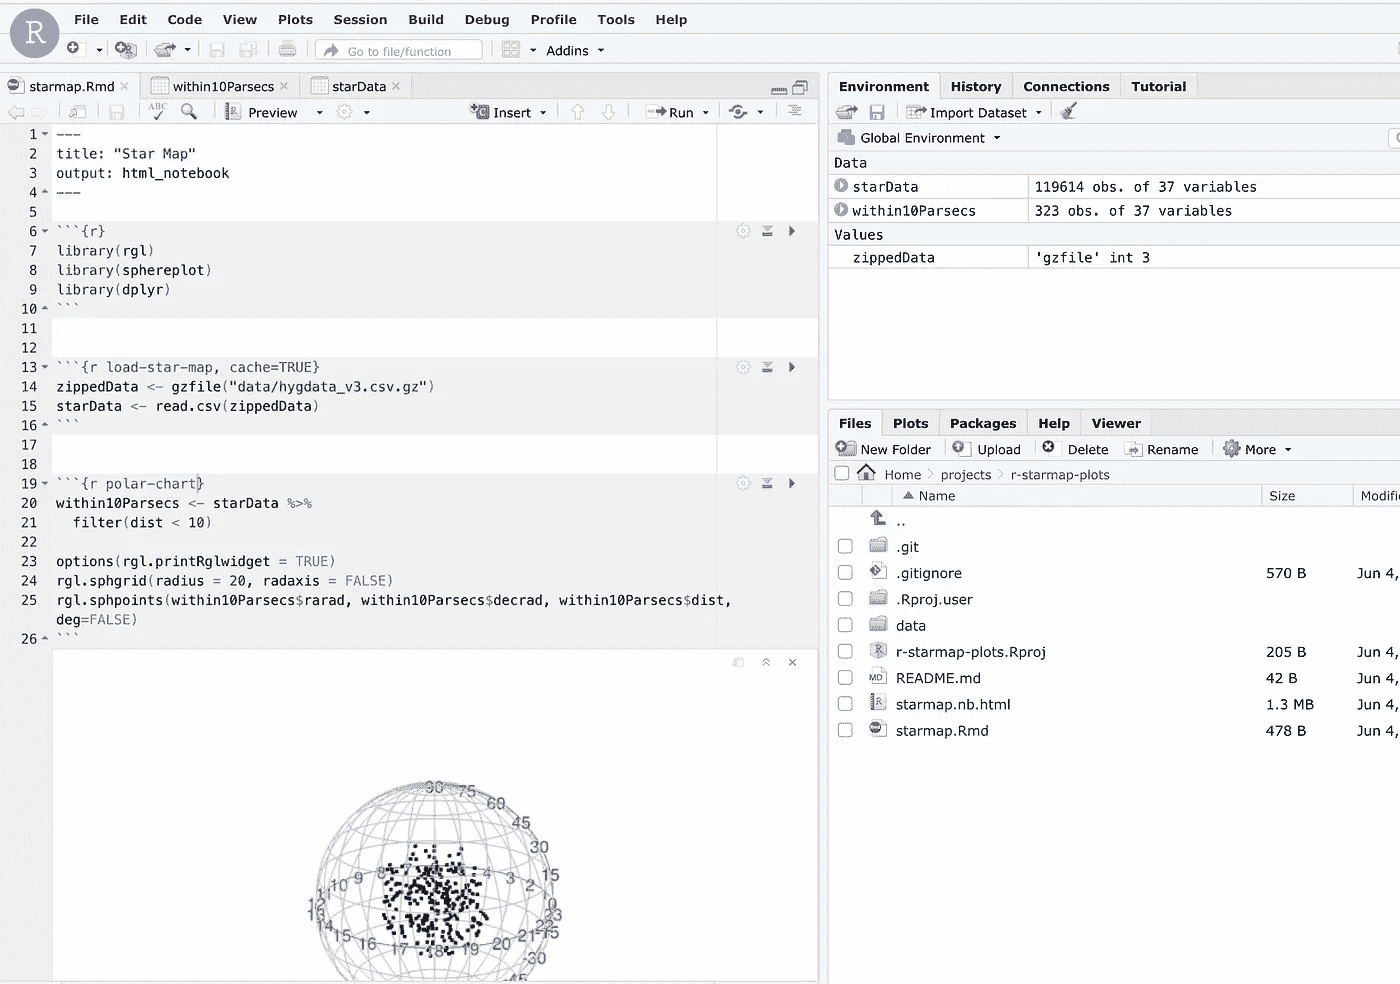 R
File Edit Code View Plots Session Build Debug Profile Tools Help
Go to file/function Addins
starmap.Rmd within10Parsecs starData
ABC Preview Insert Run
1 ---
2 title: "Star Map"
3 output: html_notebook
4 ---
5
6 ```{r}
7 library(rgl)
8 library(sphereplot)
9 library(dplyr)
10 ```
11
12
13 ```{r load-star-map, cache=TRUE}
14 zippedData <- gzfile("data/hygdata_v3.csv.gz")
15 starData <- read.csv(zippedData)
16 ```
17
18
19 ```{r polar-chart}
20 within10Parsecs <- starData %>%
21 filter(dist < 10)
22
23 options(rgl.printRglwidget = TRUE)
24 rgl.sphgrid(radius = 20, radaxis = FALSE)
25 rgl.sphpoints(within10Parsecs$rarad, within10Parsecs$decrad, within10Parsecs$dist,
deg=FALSE)
26 ```
90 75 60
45
30
8 4 3 15
10 9 2
12 0
13 23
14 15 16 17 18 19 20 21 -15
-30
-45
Environment History Connections Tutorial
Import Dataset
Global Environment
Data
starData 119614 obs. of 37 variables
within10Parsecs 323 obs. of 37 variables
Values
zippedData 'gzfile' int 3
Files Plots Packages Help Viewer
New Folder Upload Delete Rename More
Home projects r-starmap-plots
Name Size Modifi
..
.git
.gitignore 570 B Jun 4,
.Rproj.user
data
r-starmap-plots.Rproj 205 B Jun 4,
README.md 42 B Jun 4,
starmap.nb.html 1.3 MB Jun 4,
starmap.Rmd 478 B Jun 4,